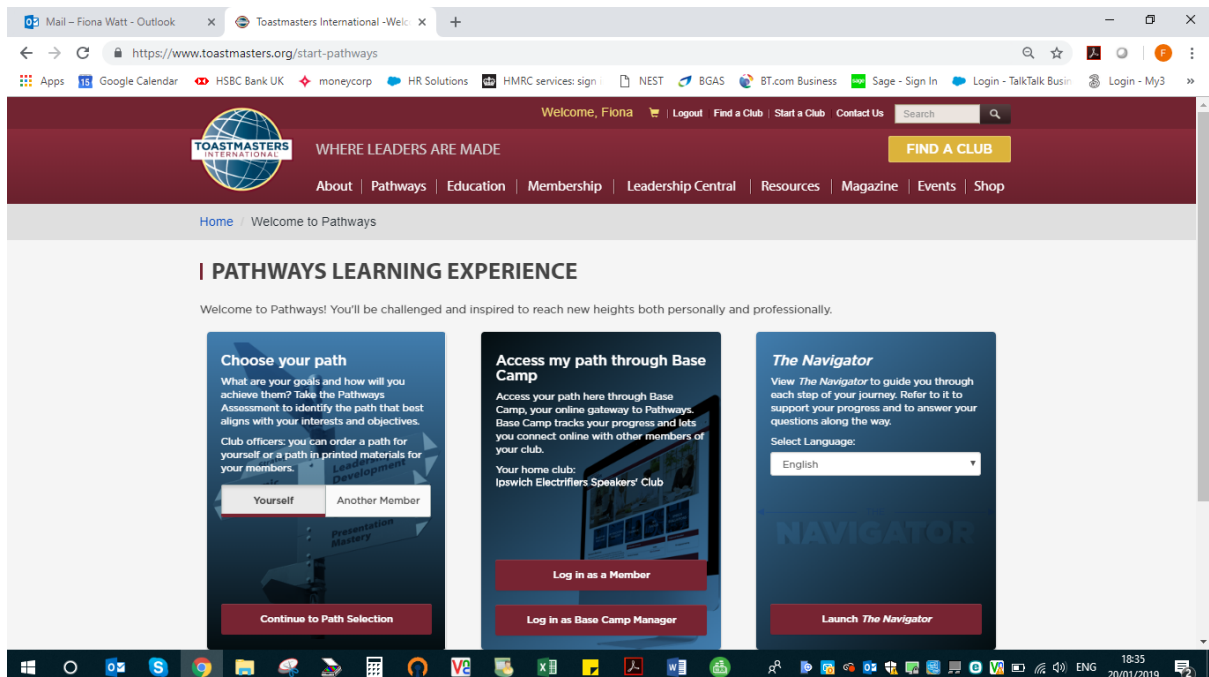 Mail – Fiona Watt - Outlook
Toastmasters International -Welc
https://www.toastmasters.org/start-pathways
Apps
Google Calendar
HSBC Bank UK
moneycorp
HR Solutions
HMRC services: sign
NEST
BGAS
BT.com Business
Sage - Sign In
Login - TalkTalk Busin
Login - My3
Welcome, Fiona
Logout
Find a Club
Start a Club
Contact Us
Search
TOASTMASTERS
INTERNATIONAL
WHERE LEADERS ARE MADE
FIND A CLUB
About | Pathways | Education | Membership | Leadership Central | Resources | Magazine | Events | Shop
Home / Welcome to Pathways
PATHWAYS LEARNING EXPERIENCE
Welcome to Pathways! You'll be challenged and inspired to reach new heights both personally and professionally.
Choose your path
What are your goals and how will you
achieve them? Take the Pathways
Assessment to identify the path that best
aligns with your interests and objectives.
Club officers: you can order a path for
yourself or a path in printed materials for
your members.
Leadership
Development
Yourself
Another Member
Presentation
Mastery
Continue to Path Selection
Access my path through Base
Camp
Access your path here through Base
Camp, your online gateway to Pathways.
Base Camp tracks your progress and lets
you connect online with other members of
your club.
Your home club:
Ipswich Electrifiers Speakers' Club
Log in as a Member
Log in as Base Camp Manager
The Navigator
View The Navigator to guide you through
each step of your journey. Refer to it to
support your progress and to answer your
questions along the way.
Select Language:
English
NAVIGATOR
Launch The Navigator
ENG
18:35
20/01/2019